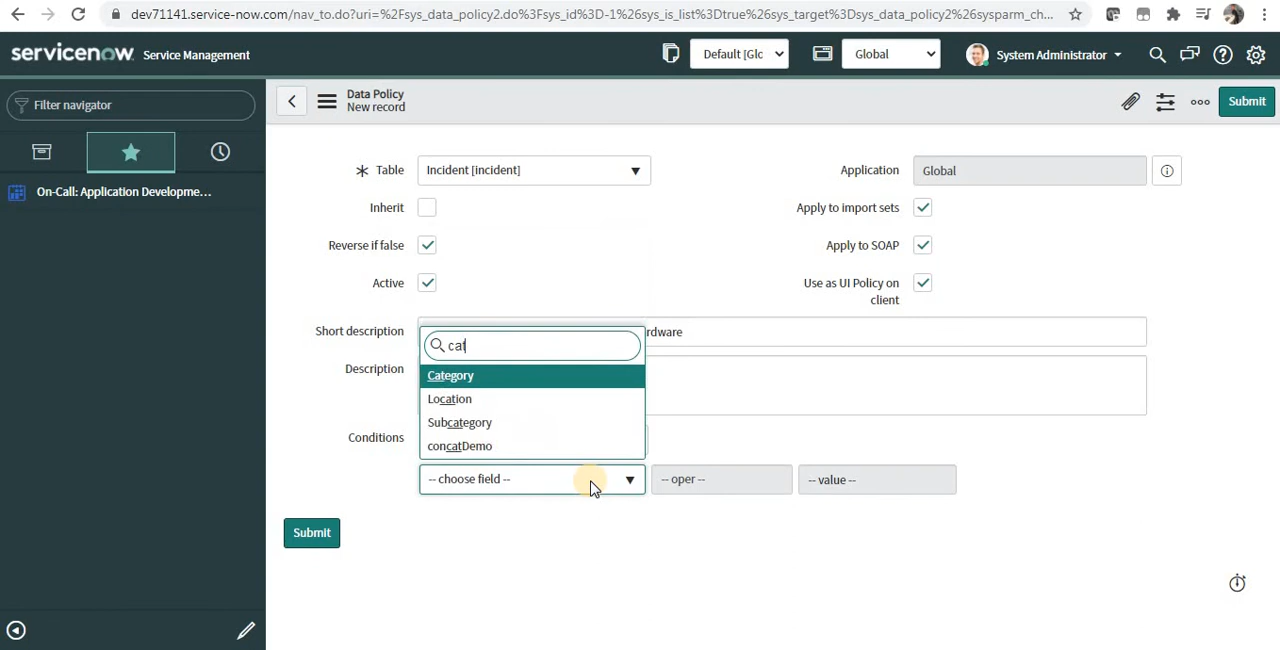 dev71141.service-now.com/nav_to.do?uri=%2Fsys_data_policy2.do%3Fsys_id%3D-1%26sys_is_list%3Dtrue%26sys_target%3Dsys_data_policy2%26sysparm_ch...
servicenow Service Management
Default [Glc
Global
System Administrator
Filter navigator
Data Policy
New record
Submit
On-Call: Application Developme...
Table
Incident [incident]
Application
Global
Inherit
Apply to import sets
Reverse if false
Apply to SOAP
Active
Use as UI Policy on
client
Short description
rdware
cat
Description
Category
Location
Subcategory
concatDemo
Conditions
-- choose field --
-- oper --
-- value --
Submit